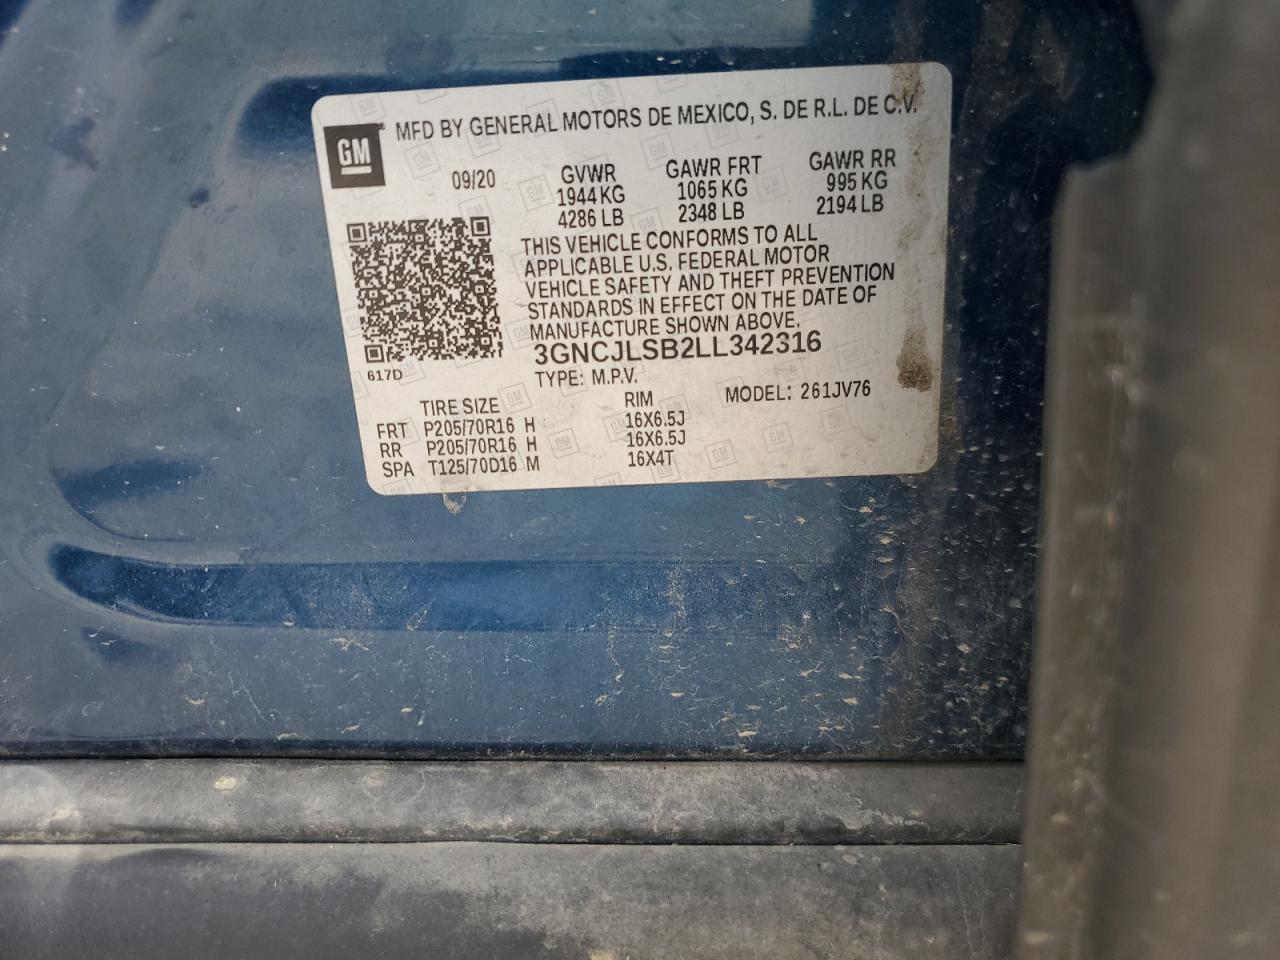 GM
MFD BY GENERAL MOTORS DE MEXICO, S. DE R.L. DE C.V.
09/20 GVWR GAWR FRT GAWR RR
1944 KG 1065 KG 995 KG
4286 LB 2348 LB 2194 LB
THIS VEHICLE CONFORMS TO ALL
APPLICABLE U.S. FEDERAL MOTOR
VEHICLE SAFETY AND THEFT PREVENTION
STANDARDS IN EFFECT ON THE DATE OF
MANUFACTURE SHOWN ABOVE.
3GNCJLSB2LL342316
617D
TYPE: M.P.V. MODEL: 261JV76
TIRE SIZE RIM
FRT P205/70R16 H 16X6.5J
RR P205/70R16 H 16X6.5J
SPA T125/70D16 M 16X4T